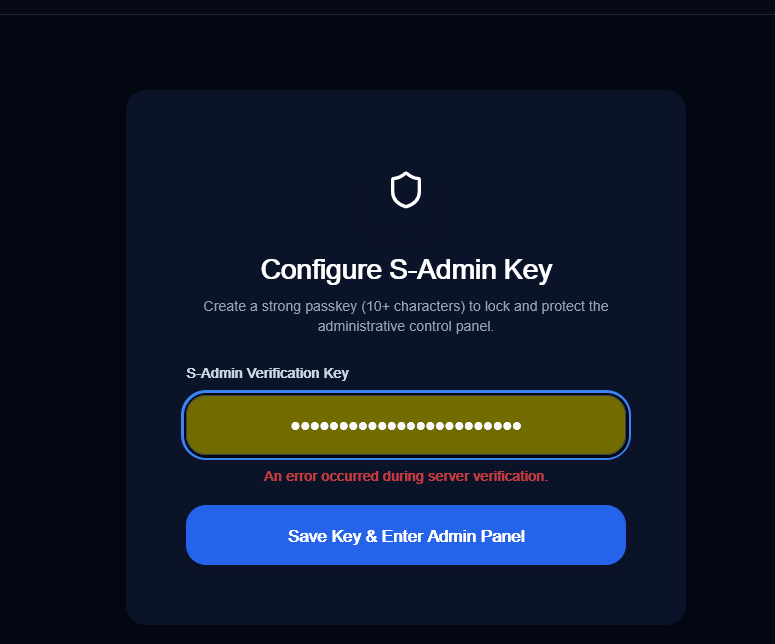 Configure S-Admin Key
Create a strong passkey (10+ characters) to lock and protect the
administrative control panel.
S-Admin Verification Key
••••••••••••••••••••••••
An error occurred during server verification.
Save Key & Enter Admin Panel